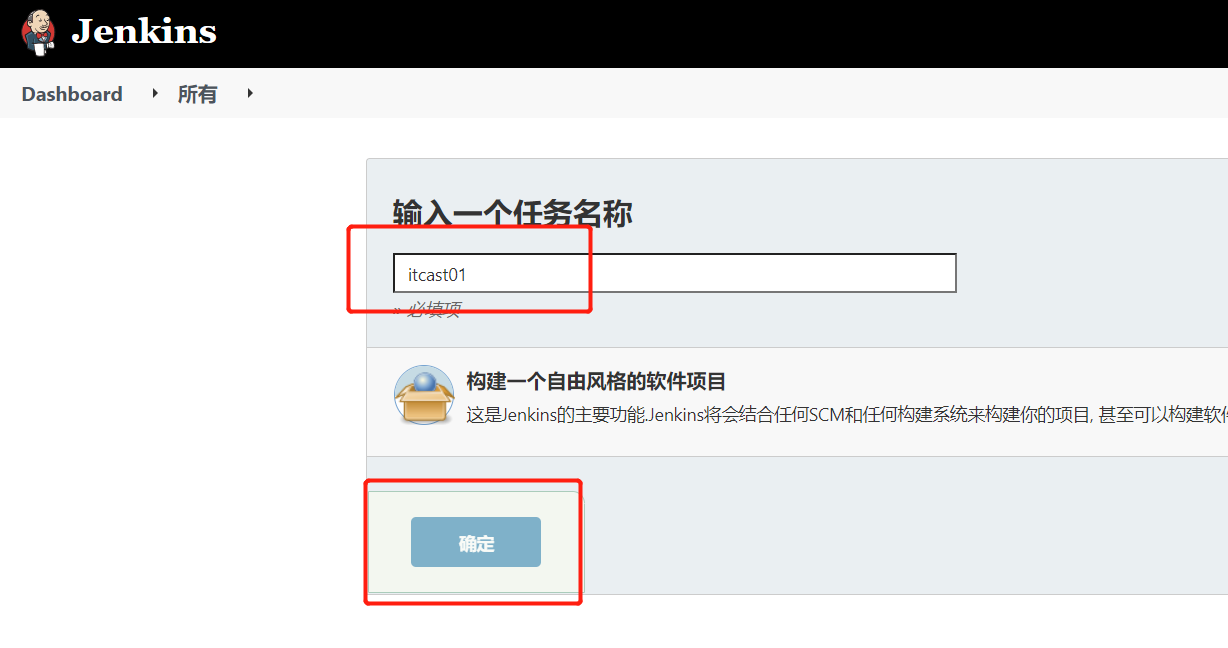 Jenkins
Dashboard 所有
输入一个任务名称
itcast01
» 必填项
构建一个自由风格的软件项目
这是Jenkins的主要功能.Jenkins将会结合任何SCM和任何构建系统来构建你的项目, 甚至可以构建软件
确定